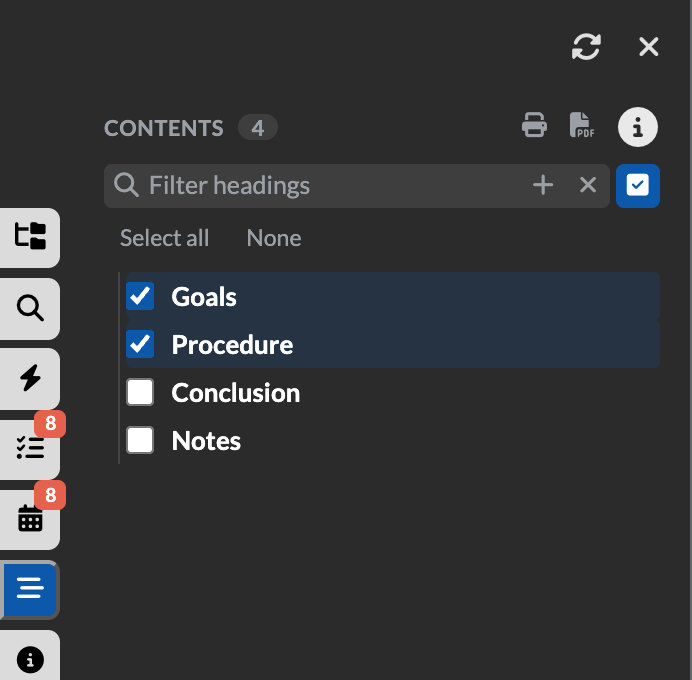 CONTENTS 4
PDF
Filter headings
Select all None
Goals
Procedure
Conclusion
Notes
8
8